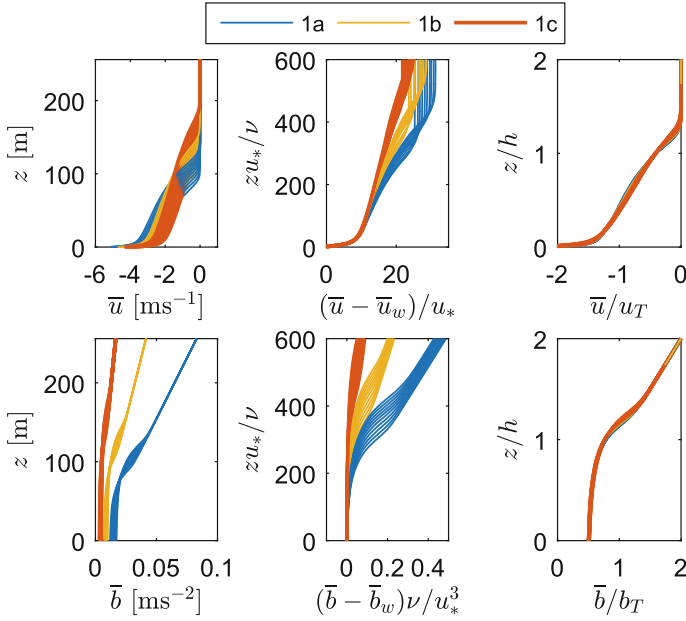 1a 1b 1c
z [m]
200
100
0
-6 -4 -2 0
u̅ [ms⁻¹]
zu∗/ν
600
400
200
0
0 20
(u̅ − u̅_w)/u∗
z/h
2
1
0
-2 -1 0
u̅/u_T
z [m]
200
100
0
0 0.05 0.1
b̅ [ms⁻²]
zu∗/ν
600
400
200
0
0 0.2 0.4
(b̅ − b̅_w)ν/u∗³
z/h
2
1
0
0 1 2
b̅/b_T